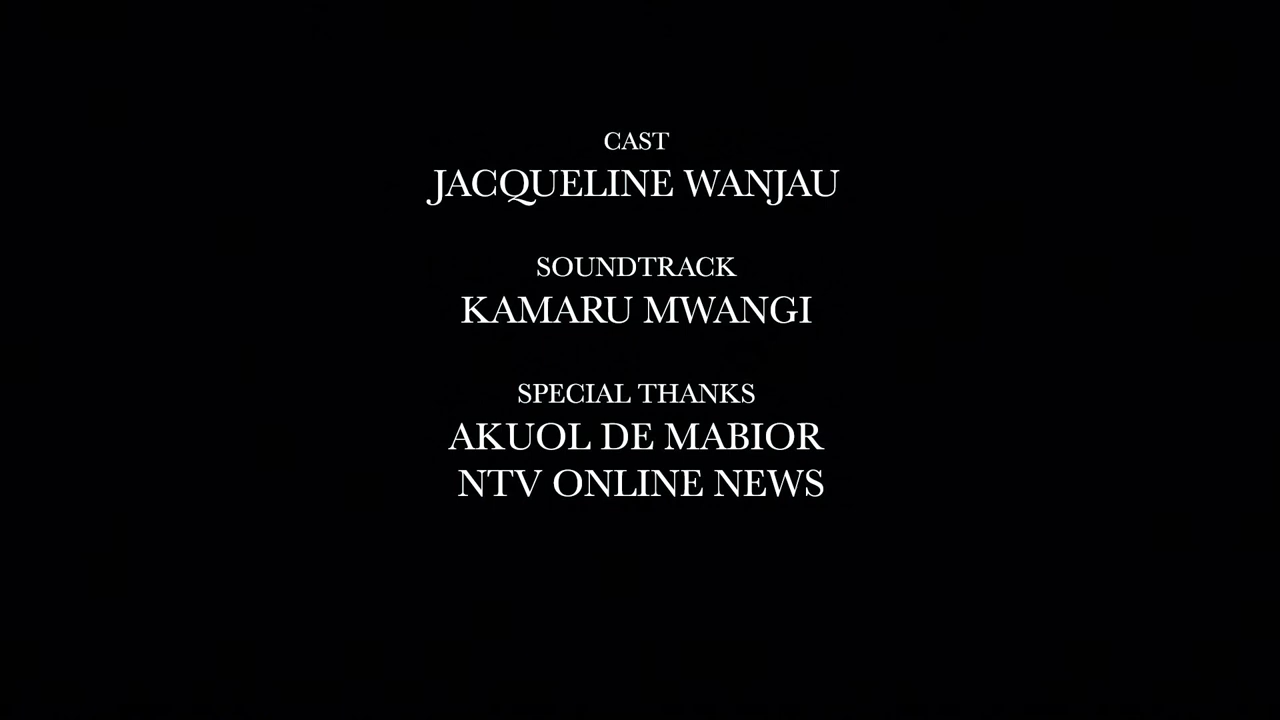 CAST
JACQUELINE WANJAU
SOUNDTRACK
KAMARU MWANGI
SPECIAL THANKS
AKUOL DE MABIOR
NTV ONLINE NEWS